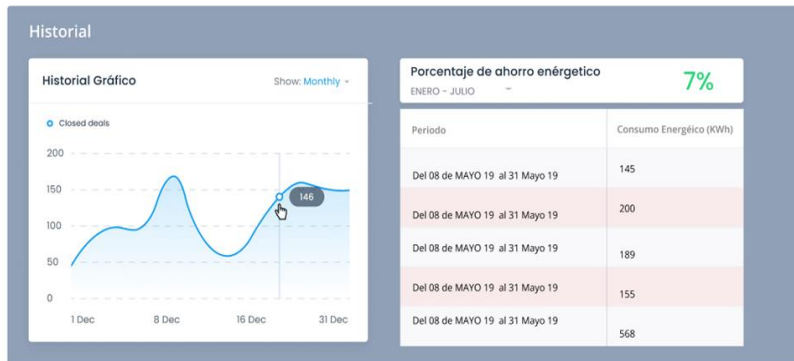 Historial
Historial Gráfico
Show: Monthly
Closed deals
200
150
100
50
0
146
1 Dec
8 Dec
16 Dec
31 Dec
Porcentaje de ahorro enérgetico
ENERO - JULIO
7%
Periodo
Consumo Energéico (KWh)
Del 08 de MAYO 19 al 31 Mayo 19
145
Del 08 de MAYO 19 al 31 Mayo 19
200
Del 08 de MAYO 19 al 31 Mayo 19
189
Del 08 de MAYO 19 al 31 Mayo 19
155
Del 08 de MAYO 19 al 31 Mayo 19
568